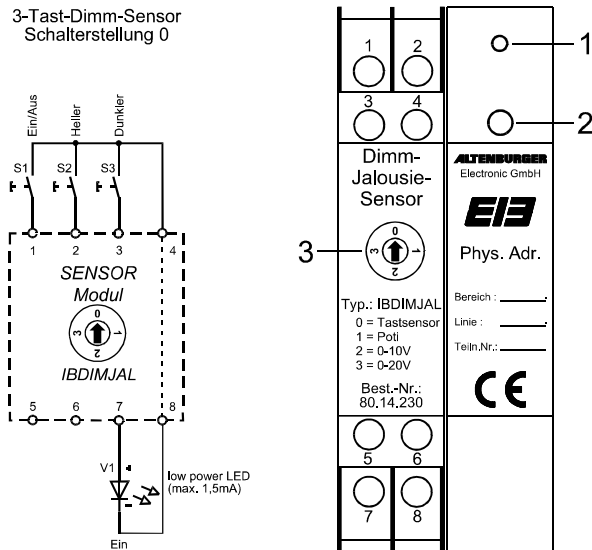 3-Tast-Dimm-Sensor
Schalterstellung 0
Ein/Aus
Heller
Dunkler
S1
S2
S3
1 2 3 4
SENSOR
Modul
0
3 1
2
IBDIMJAL
5 6 7 8
V1
low power LED
(max. 1,5mA)
Ein
1 2
3 4
Dimm-
Jalousie-
Sensor
0
3 1
2
Typ.: IBDIMJAL
0 = Tastsensor
1 = Poti
2 = 0-10V
3 = 0-20V
Best.-Nr.:
80.14.230
5 6
7 8
ALTENBURGER
Electronic GmbH
EIB
Phys. Adr.
Bereich :
Linie :
Teiln.Nr.:
CE
1
2
3